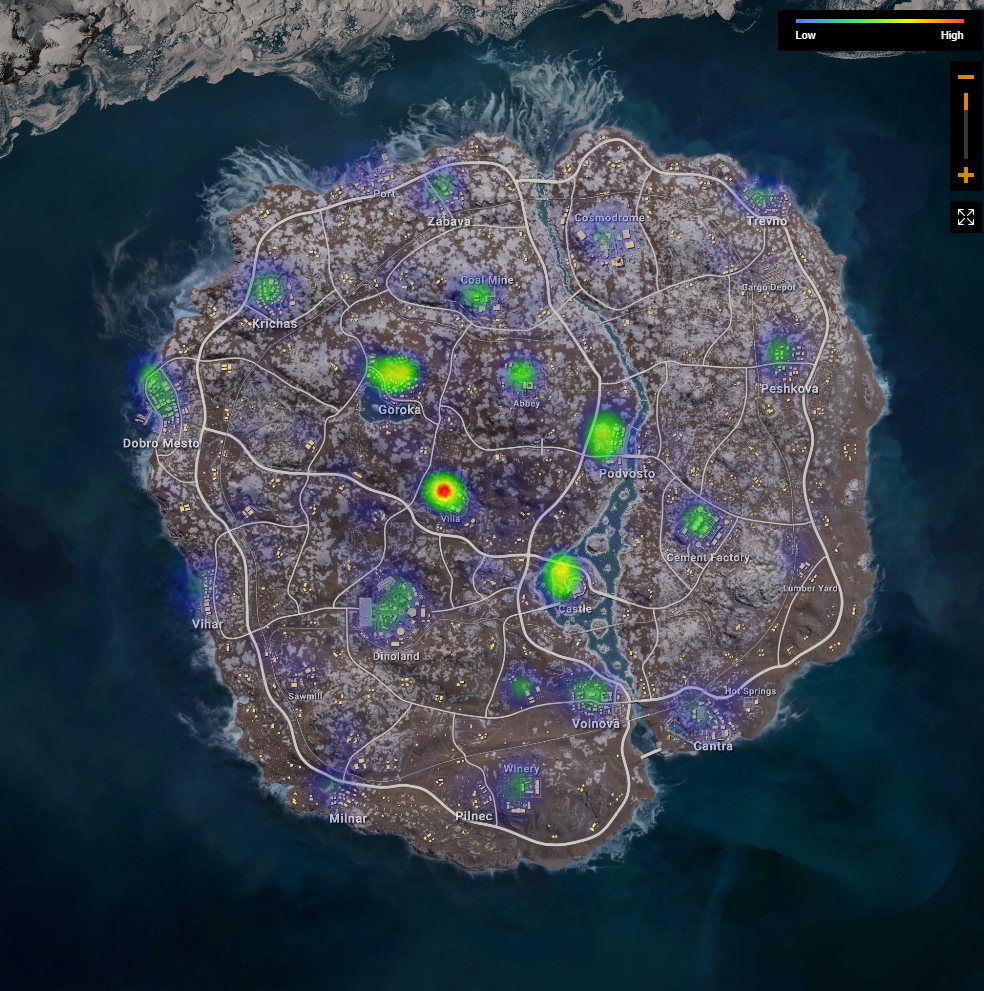 Low High
Port
Zabava
Cosmodrome
Trevno
Coal Mine
Cargo Depot
Krichas
Peshkova
Abbey
Goroka
Dobro Mesto
Podvosto
Villa
Cement Factory
Lumber Yard
Castle
Vihar
Dinoland
Hot Springs
Sawmill
Volnova
Cantra
Winery
Pilnec
Milnar